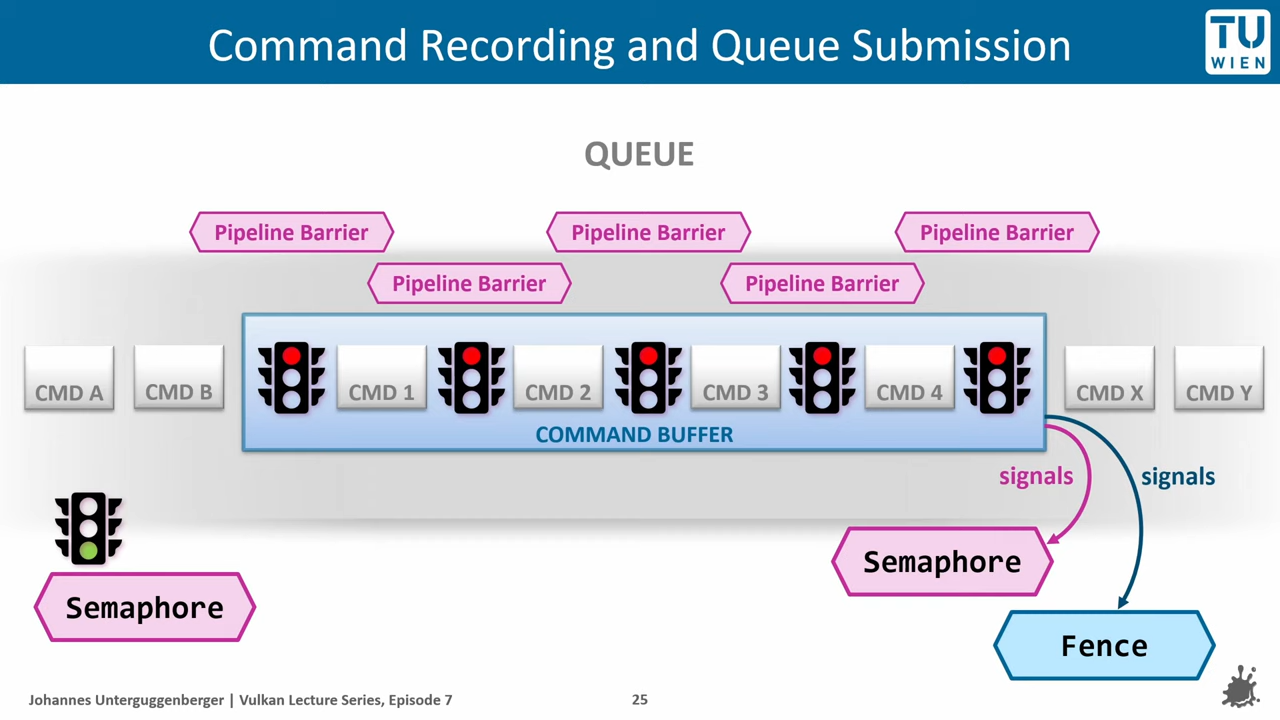 Command Recording and Queue Submission
TU
WIEN
QUEUE
Pipeline Barrier
Pipeline Barrier
Pipeline Barrier
Pipeline Barrier
Pipeline Barrier
CMD A
CMD B
CMD 1
CMD 2
CMD 3
CMD 4
CMD X
CMD Y
COMMAND BUFFER
signals
signals
Semaphore
Semaphore
Fence
Johannes Unterguggenberger | Vulkan Lecture Series, Episode 7
25